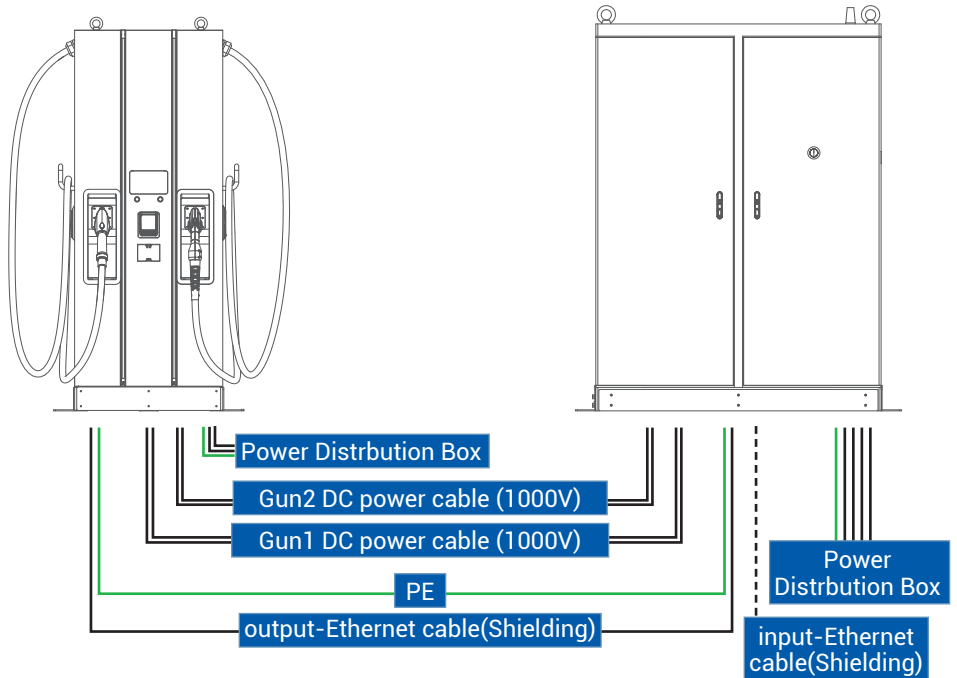 Power Distrbution Box
Gun2 DC power cable (1000V)
Gun1 DC power cable (1000V)
PE
output-Ethernet cable(Shielding)
Power
Distrbution Box
input-Ethernet
cable(Shielding)